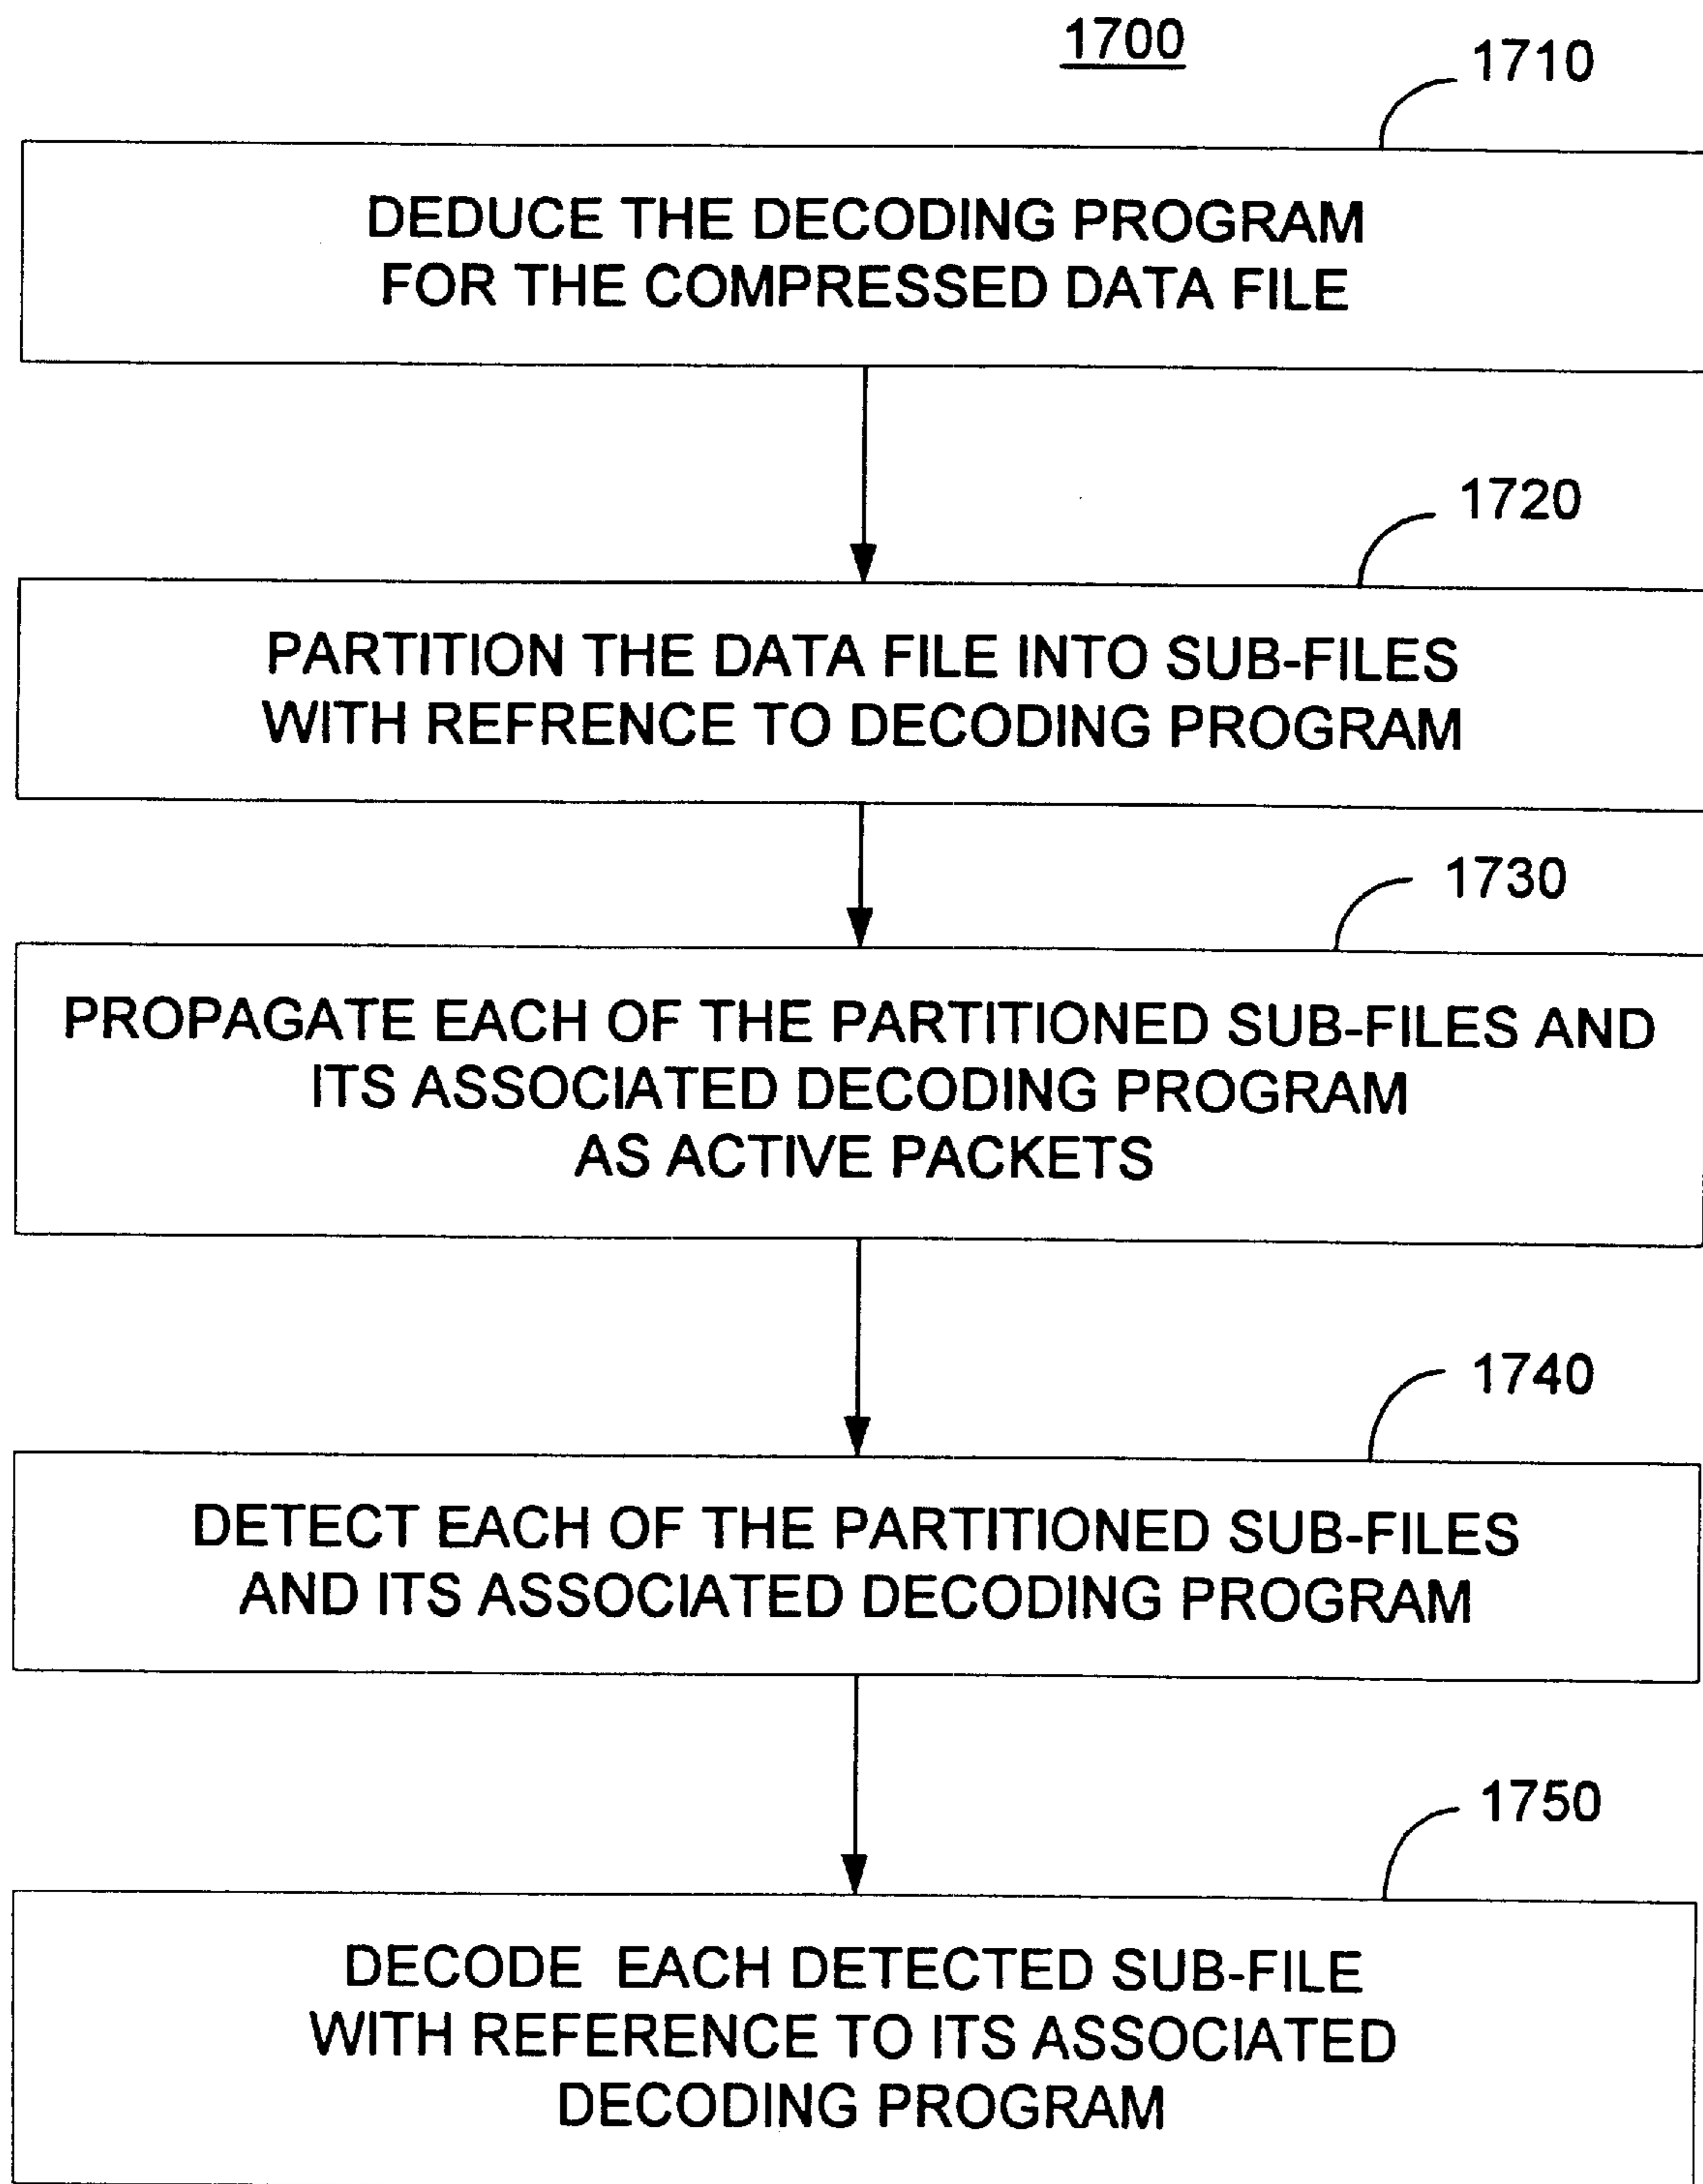 1700
1710
DEDUCE THE DECODING PROGRAM
FOR THE COMPRESSED DATA FILE
1720
PARTITION THE DATA FILE INTO SUB-FILES
WITH REFRENCE TO DECODING PROGRAM
1730
PROPAGATE EACH OF THE PARTITIONED SUB-FILES AND
ITS ASSOCIATED DECODING PROGRAM
AS ACTIVE PACKETS
1740
DETECT EACH OF THE PARTITIONED SUB-FILES
AND ITS ASSOCIATED DECODING PROGRAM
1750
DECODE EACH DETECTED SUB-FILE
WITH REFERENCE TO ITS ASSOCIATED
DECODING PROGRAM